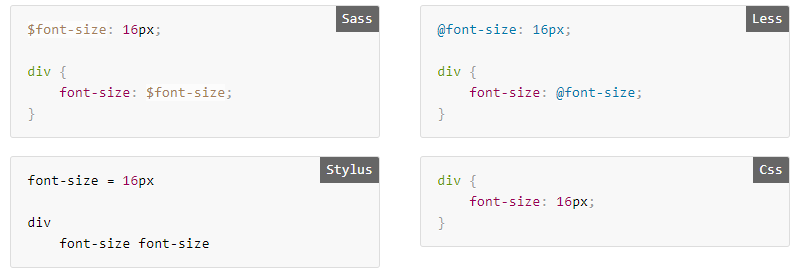 Sass
$font-size: 16px;
div {
    font-size: $font-size;
}
Less
@font-size: 16px;
div {
    font-size: @font-size;
}
Stylus
font-size = 16px
div
    font-size font-size
Css
div {
    font-size: 16px;
}